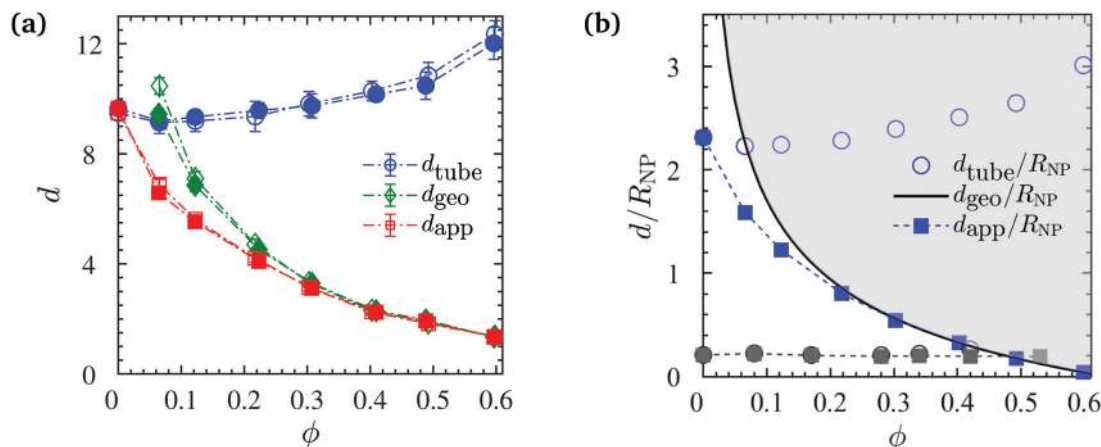 (a)
12
8
4
0
d
d_tube
d_geo
d_app
0 0.1 0.2 0.3 0.4 0.5 0.6
ϕ
(b)
3
2
1
0
d/R_NP
d_tube/R_NP
d_geo/R_NP
d_app/R_NP
0 0.1 0.2 0.3 0.4 0.5 0.6
ϕ